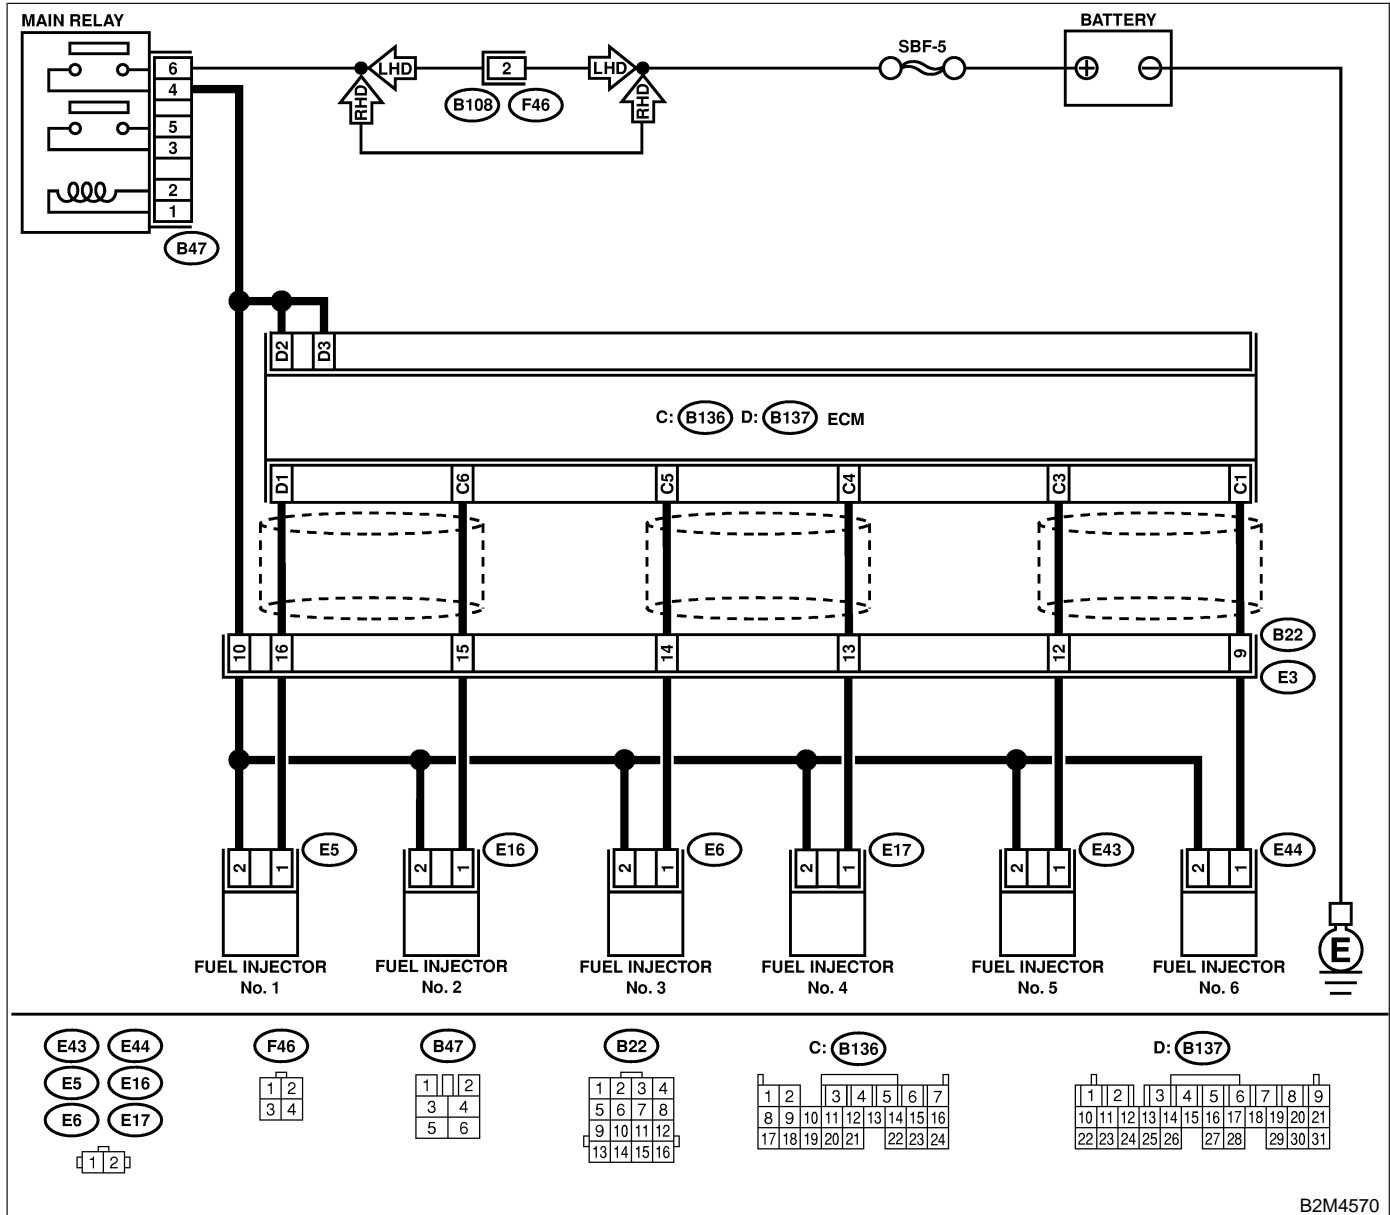 MAIN RELAY
BATTERY
SBF-5
6
4
5
3
2
1
B47
LHD
RHD
2
B108 F46
LHD
RHD
D2 D3
C: B136 D: B137 ECM
D1 C6 C5 C4 C3 C1
10 16 15 14 13 12 9
B22
E3
2 1 E5
2 1 E16
2 1 E6
2 1 E17
2 1 E43
2 1 E44
E
FUEL INJECTOR
No. 1
FUEL INJECTOR
No. 2
FUEL INJECTOR
No. 3
FUEL INJECTOR
No. 4
FUEL INJECTOR
No. 5
FUEL INJECTOR
No. 6
E43 E44
E5 E16
E6 E17
1 2
F46
1 2
3 4
B47
1 2
3 4
5 6
B22
1 2 3 4
5 6 7 8
9 10 11 12
13 14 15 16
C: B136
1 2 3 4 5 6 7
8 9 10 11 12 13 14 15 16
17 18 19 20 21 22 23 24
D: B137
1 2 3 4 5 6 7 8 9
10 11 12 13 14 15 16 17 18 19 20 21
22 23 24 25 26 27 28 29 30 31
B2M4570